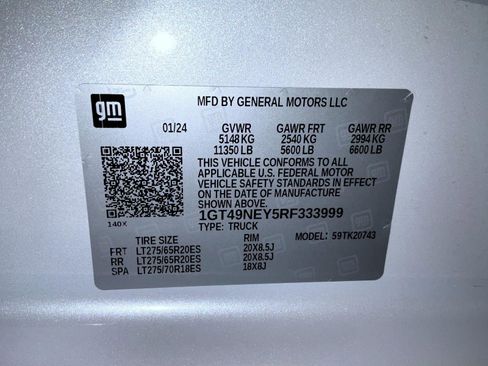 gm
MFD BY GENERAL MOTORS LLC
01/24 GVWR GAWR FRT GAWR RR
5148 KG 2540 KG 2994 KG
11350 LB 5600 LB 6600 LB
THIS VEHICLE CONFORMS TO ALL
APPLICABLE U.S. FEDERAL MOTOR
VEHICLE SAFETY STANDARDS IN EFFECT
ON THE DATE OF MANUFACTURE
SHOWN ABOVE.
140X
1GT49NEY5RF333999
TYPE: TRUCK MODEL: 59TK20743
TIRE SIZE RIM
FRT LT275/65R20ES 20X8.5J
RR LT275/65R20ES 20X8.5J
SPA LT275/70R18ES 18X8J